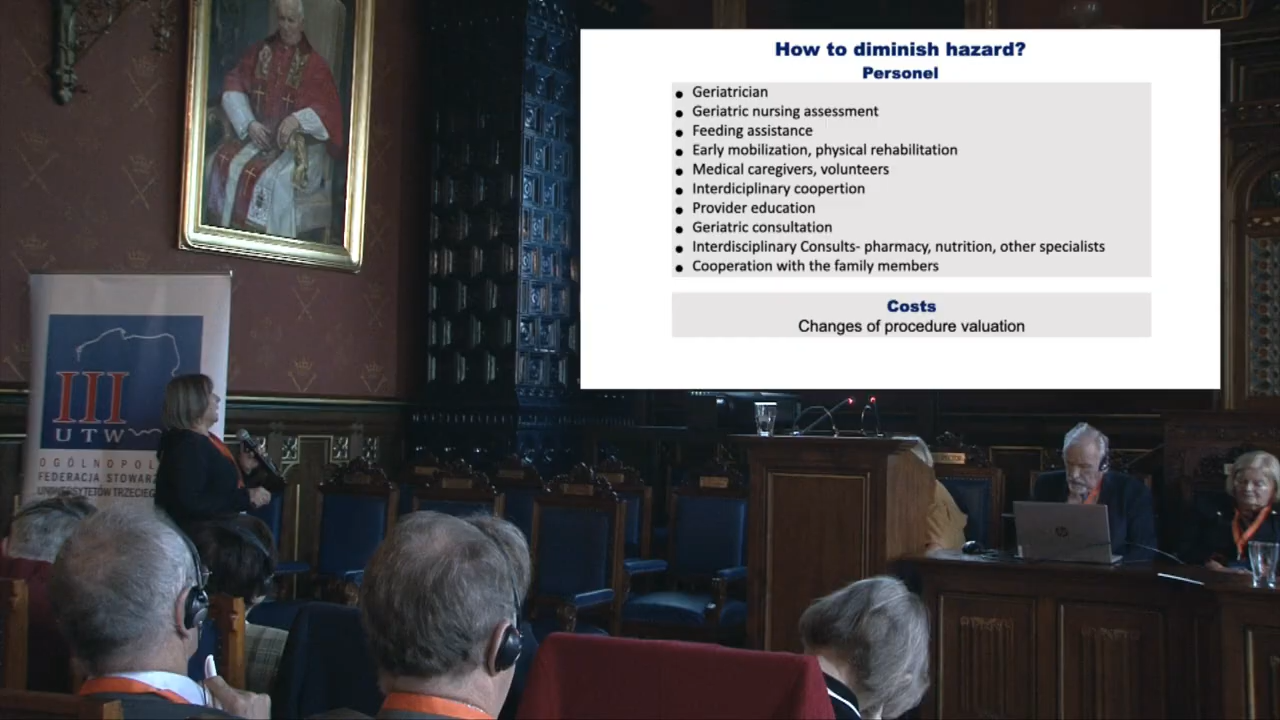 How to diminish hazard?
Personel
Geriatrician
Geriatric nursing assessment
Feeding assistance
Early mobilization, physical rehabilitation
Medical caregivers, volunteers
Interdiciplinary coopertion
Provider education
Geriatric consultation
Interdisciplinary Consults- pharmacy, nutrition, other specialists
Cooperation with the family members
Costs
Changes of procedure valuation
III
UTW
FEDERACJA